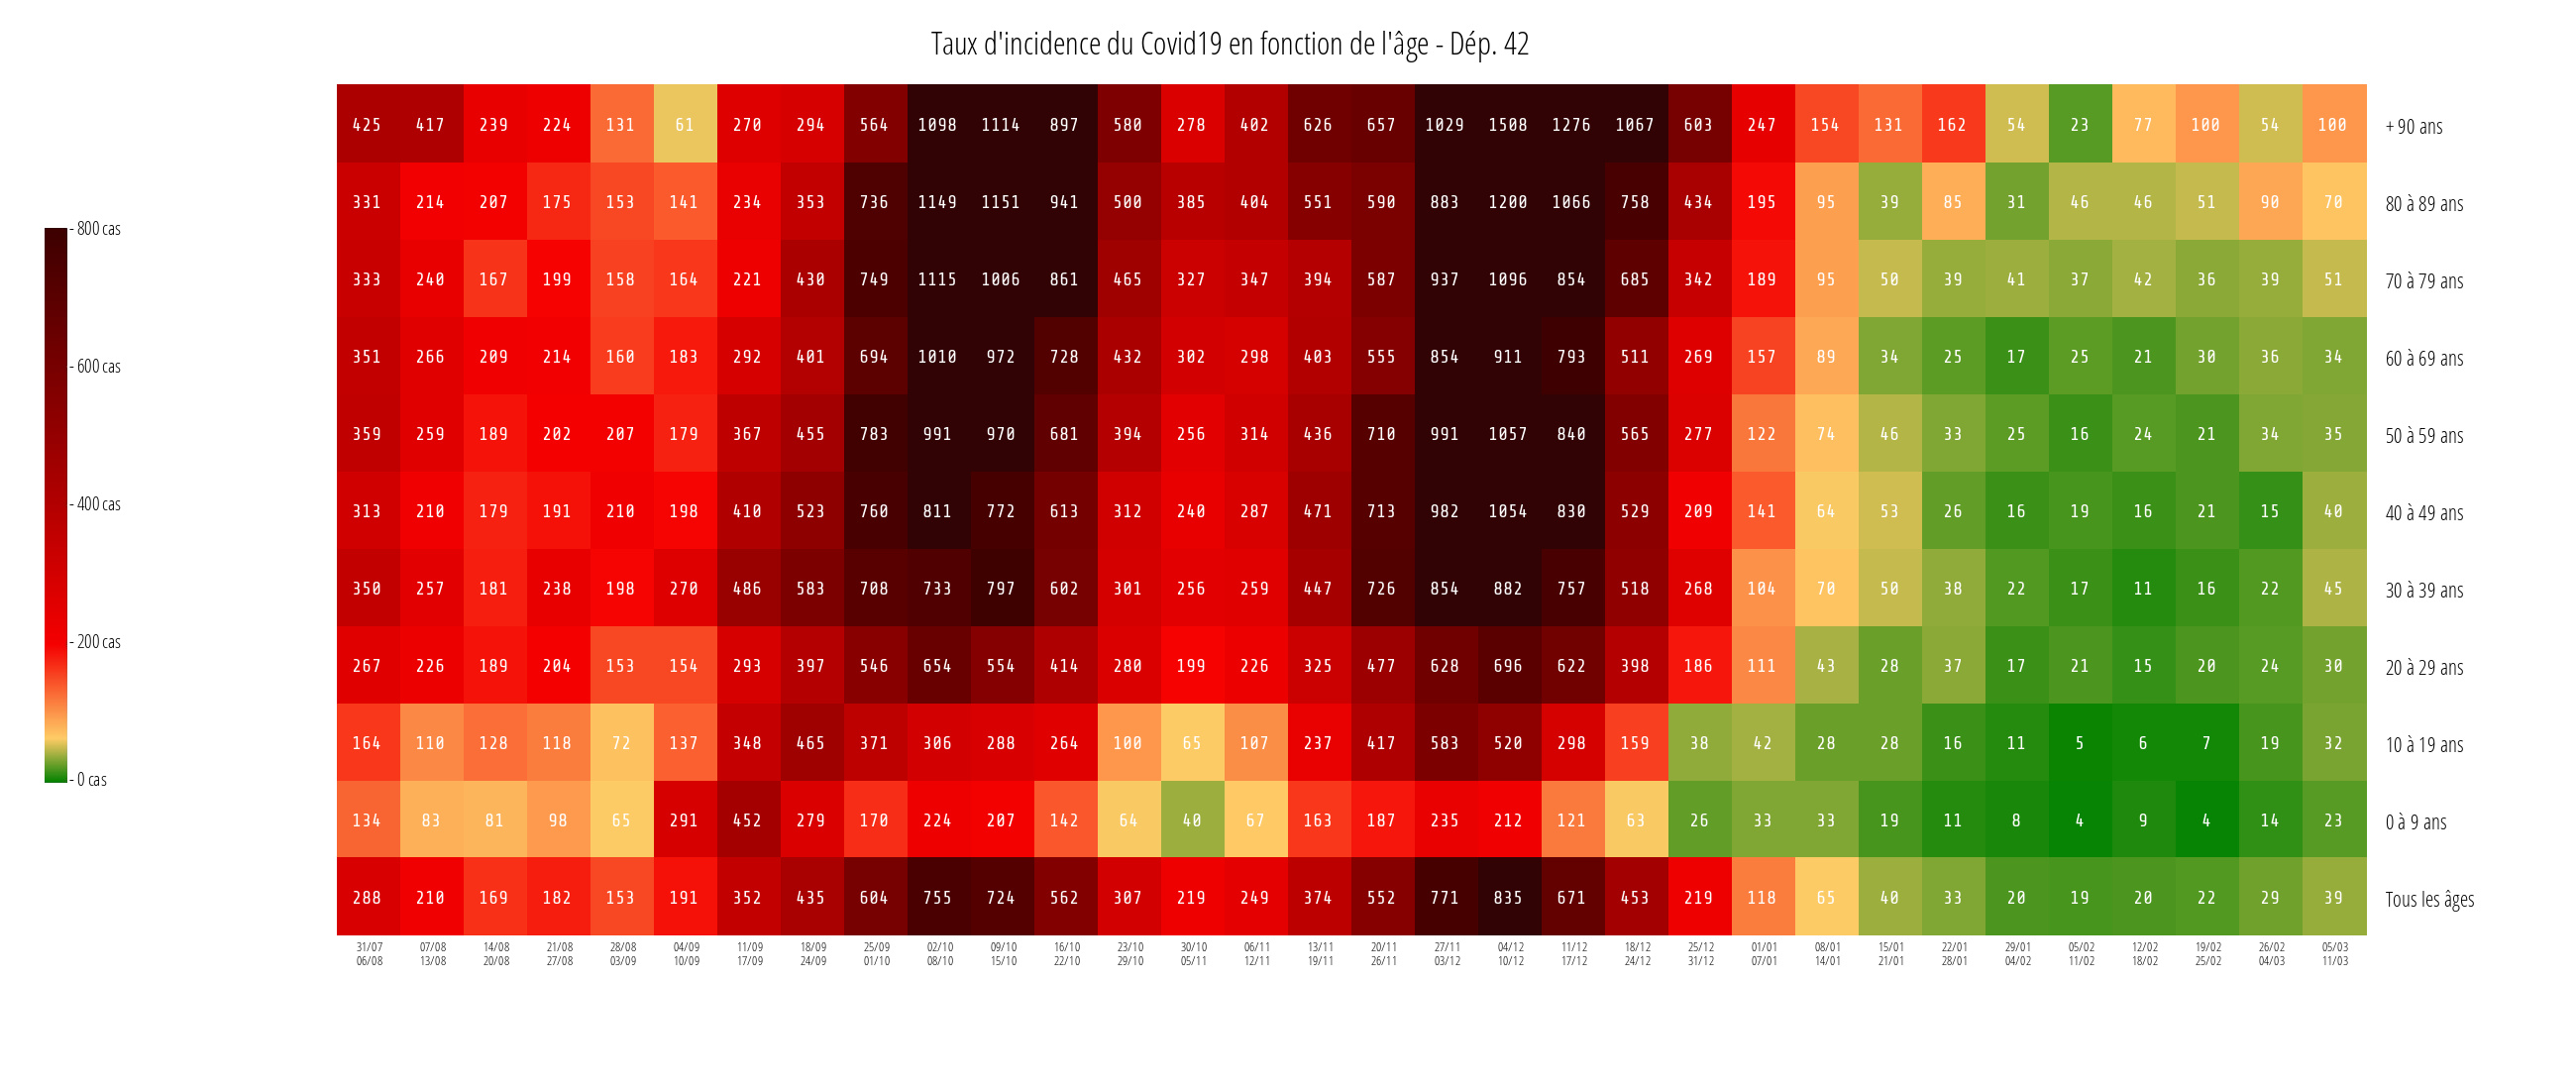 Taux d'incidence du Covid19 en fonction de l'âge - Dép. 42
425 417 239 224 131 61 270 294 564 1098 1114 897 580 278 402 626 657 1029 1508 1276 1067 603 247 154 131 162 54 23 77 100 54 100 + 90 ans
331 214 207 175 153 141 234 353 736 1149 1151 941 500 385 404 551 590 883 1200 1066 758 434 195 95 39 85 31 46 46 51 90 70 80 à 89 ans
333 240 167 199 158 164 221 430 749 1115 1006 861 465 327 347 394 587 937 1096 854 685 342 189 95 50 39 41 37 42 36 39 51 70 à 79 ans
351 266 209 214 160 183 292 401 694 1010 972 728 432 302 298 403 555 854 911 793 511 269 157 89 34 25 17 25 21 30 36 34 60 à 69 ans
359 259 189 202 207 179 367 455 783 991 970 681 394 256 314 436 710 991 1057 840 565 277 122 74 46 33 25 16 24 21 34 35 50 à 59 ans
313 210 179 191 210 198 410 523 760 811 772 613 312 240 287 471 713 982 1054 830 529 209 141 64 53 26 16 19 16 21 15 40 40 à 49 ans
350 257 181 238 198 270 486 583 708 733 797 602 301 256 259 447 726 854 882 757 518 268 104 70 50 38 22 17 11 16 22 45 30 à 39 ans
267 226 189 204 153 154 293 397 546 654 554 414 280 199 226 325 477 628 696 622 398 186 111 43 28 37 17 21 15 20 24 30 20 à 29 ans
164 110 128 118 72 137 348 465 371 306 288 264 100 65 107 237 417 583 520 298 159 38 42 28 28 16 11 5 6 7 19 32 10 à 19 ans
134 83 81 98 65 291 452 279 170 224 207 142 64 40 67 163 187 235 212 121 63 26 33 33 19 11 8 4 9 4 14 23 0 à 9 ans
288 210 169 182 153 191 352 435 604 755 724 562 307 219 249 374 552 771 835 671 453 219 118 65 40 33 20 19 20 22 29 39 Tous les âges
31/07 07/08 14/08 21/08 28/08 04/09 11/09 18/09 25/09 02/10 09/10 16/10 23/10 30/10 06/11 13/11 20/11 27/11 04/12 11/12 18/12 25/12 01/01 08/01 15/01 22/01 29/01 05/02 12/02 19/02 26/02 05/03
06/08 13/08 20/08 27/08 03/09 10/09 17/09 24/09 01/10 08/10 15/10 22/10 29/10 05/11 12/11 19/11 26/11 03/12 10/12 17/12 24/12 31/12 07/01 14/01 21/01 28/01 04/02 11/02 18/02 25/02 04/03 11/03
- 800 cas
- 600 cas
- 400 cas
- 200 cas
- 0 cas